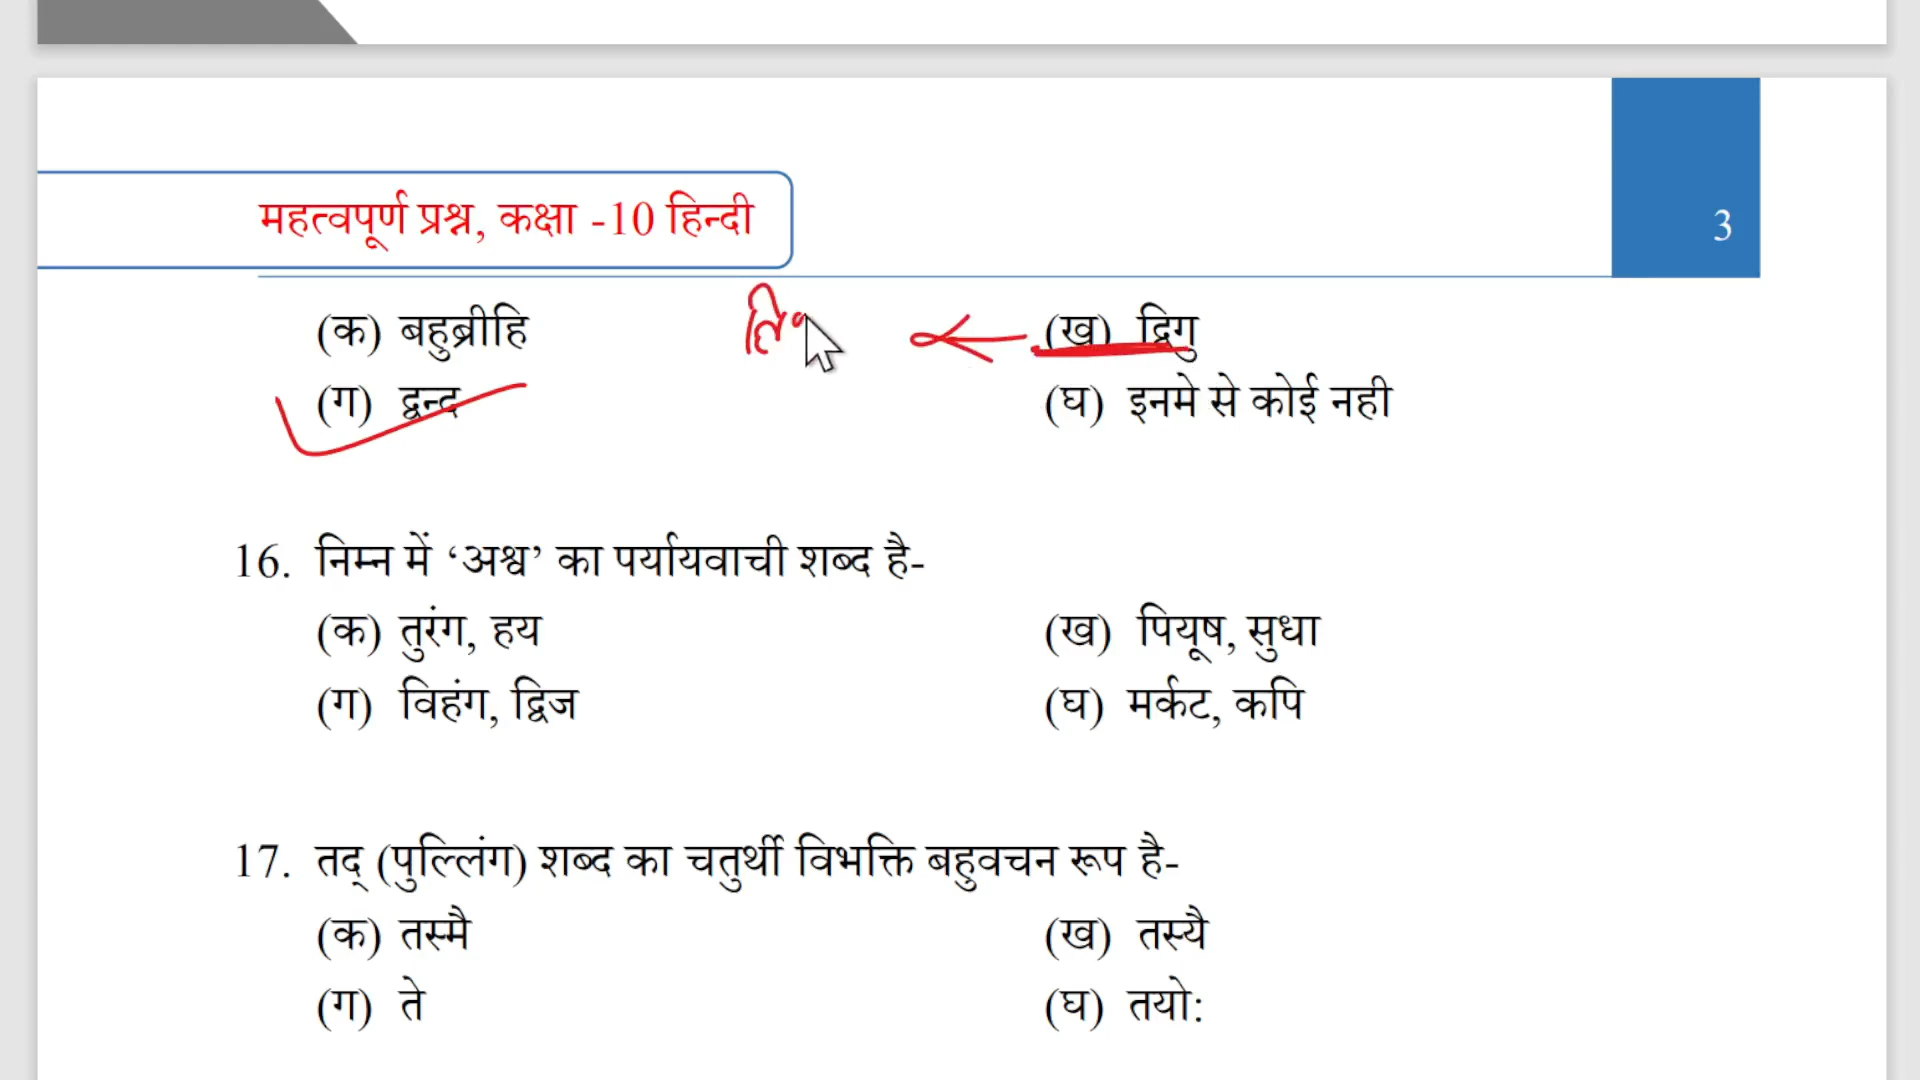 महत्वपूर्ण प्रश्न, कक्षा -10 हिन्दी
3
(क) बहुब्रीहि (ख) द्विगु
(ग) द्वन्द (घ) इनमे से कोई नही
16. निम्न में ‘अश्व’ का पर्यायवाची शब्द है-
(क) तुरंग, हय (ख) पियूष, सुधा
(ग) विहंग, द्विज (घ) मर्कट, कपि
17. तद् (पुल्लिंग) शब्द का चतुर्थी विभक्ति बहुवचन रूप है-
(क) तस्मै (ख) तस्यै
(ग) ते (घ) तयो: